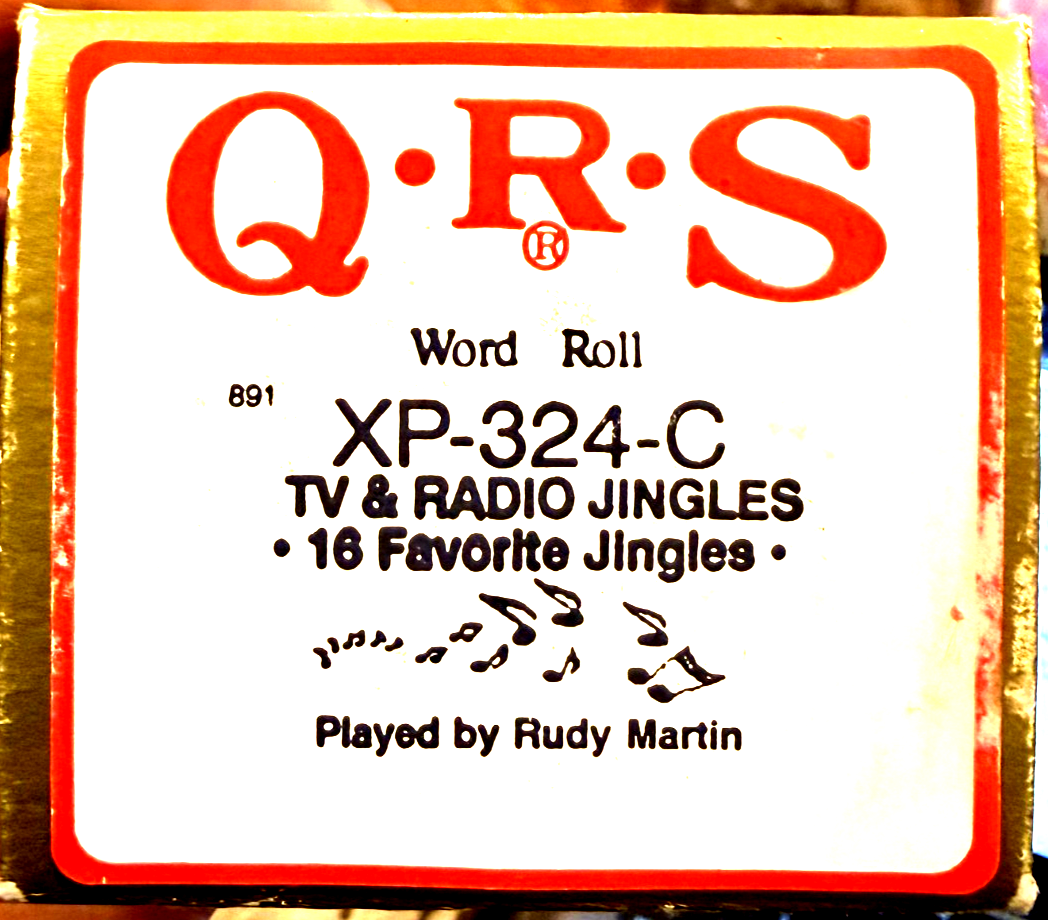 Q·R·S
®
Word Roll
891
XP-324-C
TV & RADIO JINGLES
• 16 Favorite Jingles •
Played by Rudy Martin